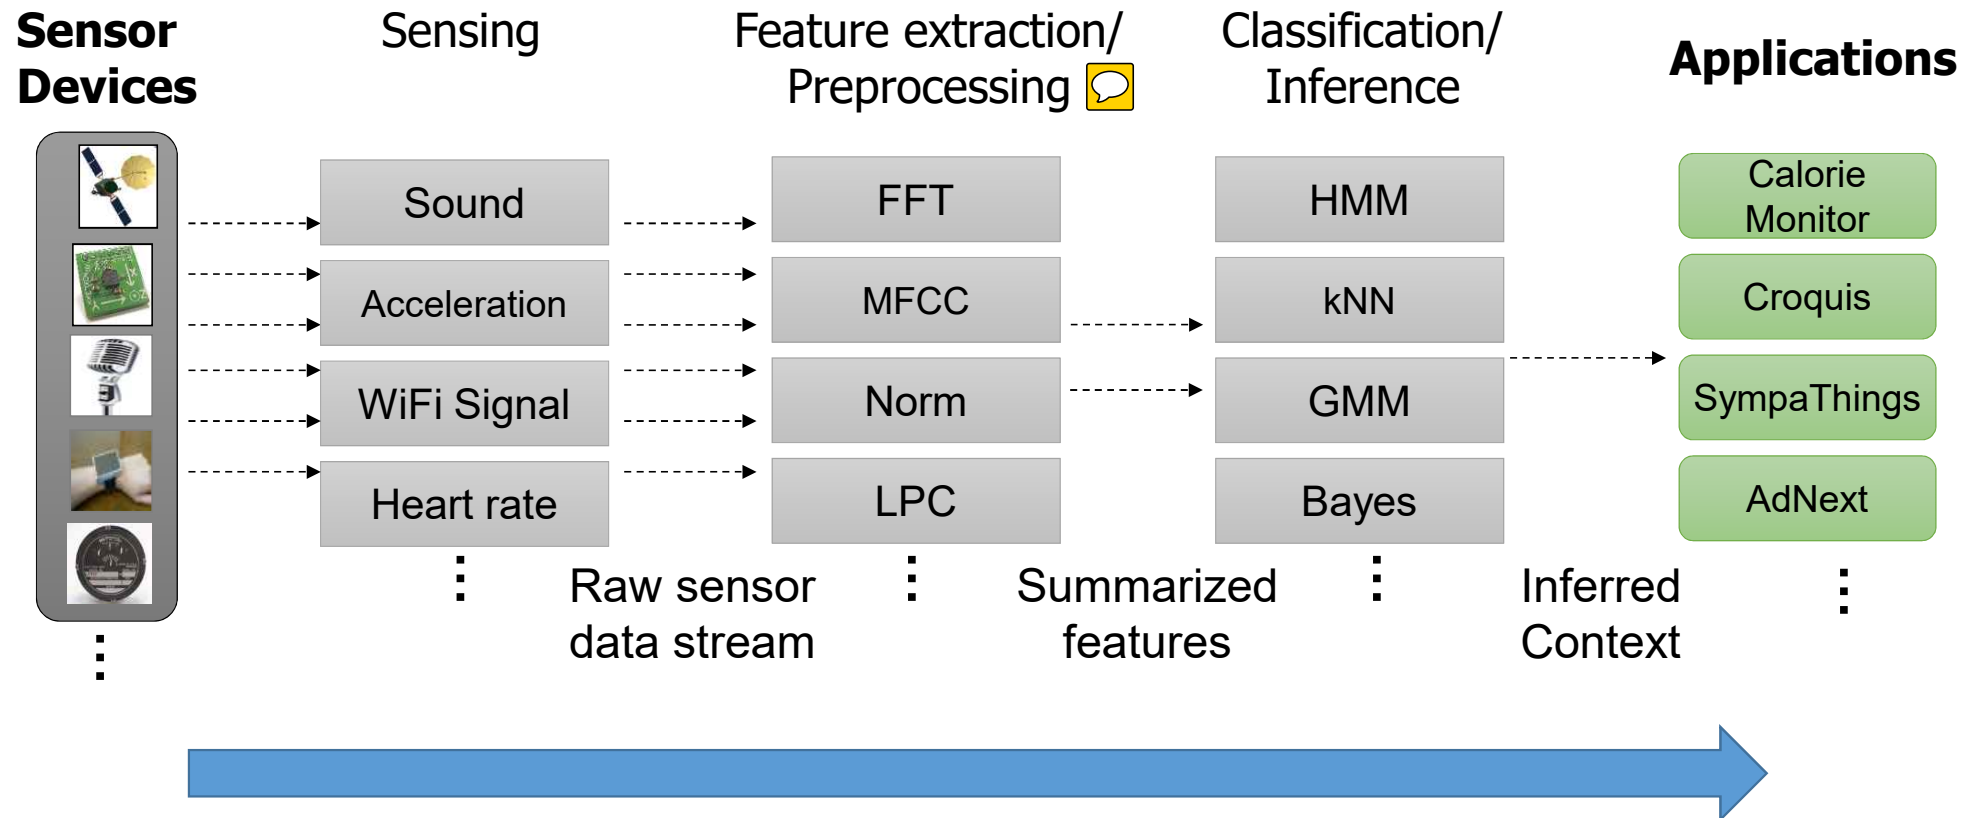 Sensor
Devices
Sensing
Feature extraction/
Preprocessing
Classification/
Inference
Applications
Sound
Acceleration
WiFi Signal
Heart rate
Raw sensor
data stream
FFT
MFCC
Norm
LPC
Summarized
features
HMM
kNN
GMM
Bayes
Inferred
Context
Calorie
Monitor
Croquis
SympaThings
AdNext